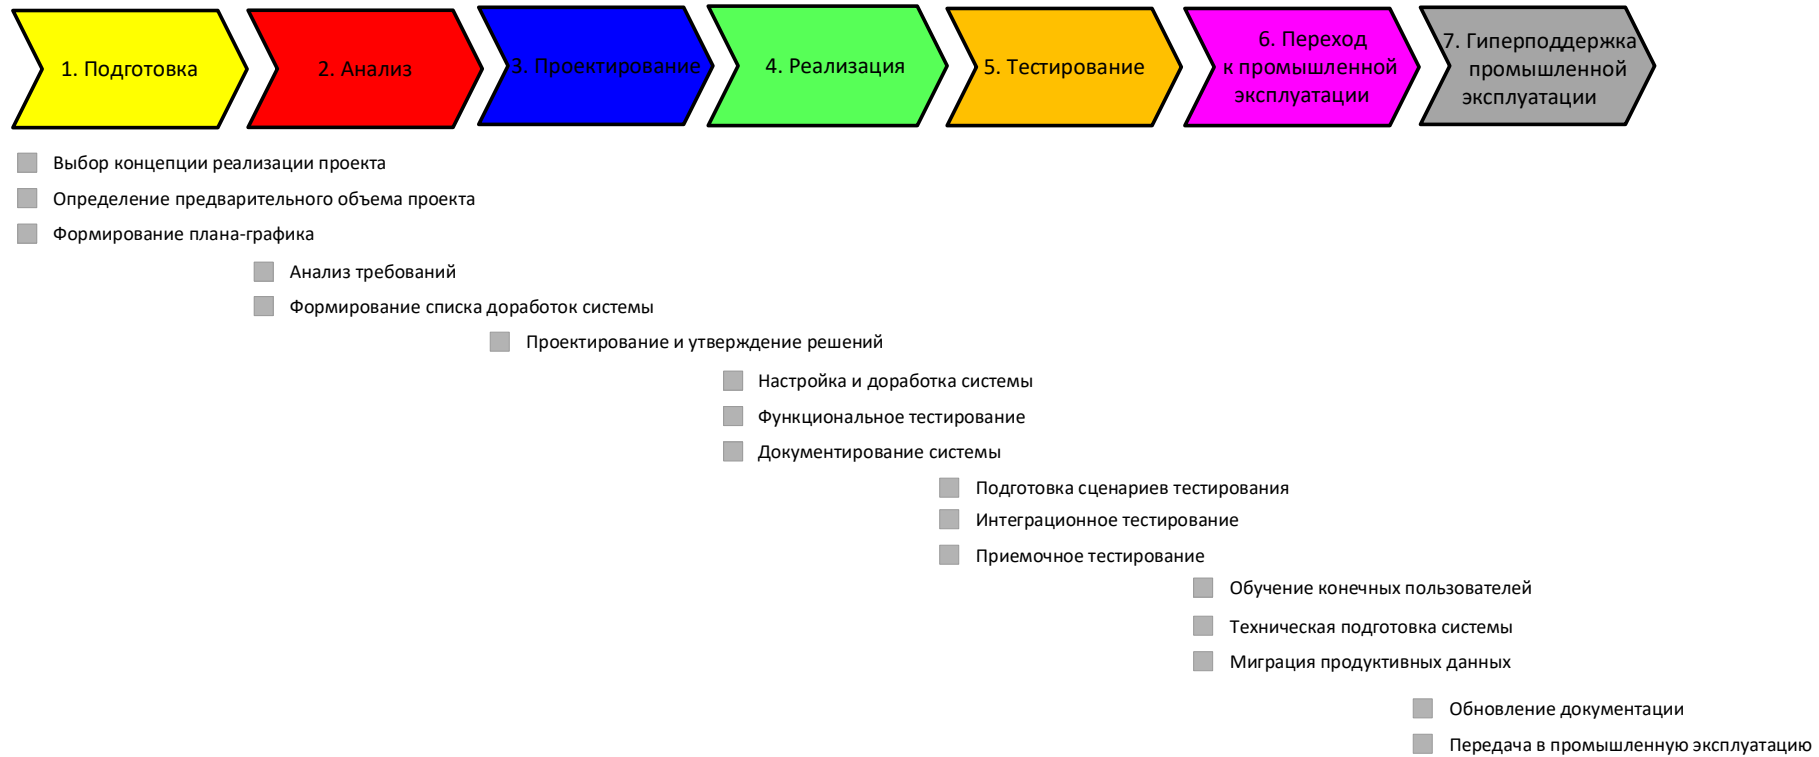 1. Подготовка
2. Анализ
3. Проектирование
4. Реализация
5. Тестирование
6. Переход
к промышленной
эксплуатации
7. Гиперподдержка
промышленной
эксплуатации
Выбор концепции реализации проекта
Определение предварительного объема проекта
Формирование плана-графика
Анализ требований
Формирование списка доработок системы
Проектирование и утверждение решений
Настройка и доработка системы
Функциональное тестирование
Документирование системы
Подготовка сценариев тестирования
Интеграционное тестирование
Приемочное тестирование
Обучение конечных пользователей
Техническая подготовка системы
Миграция продуктивных данных
Обновление документации
Передача в промышленную эксплуатацию